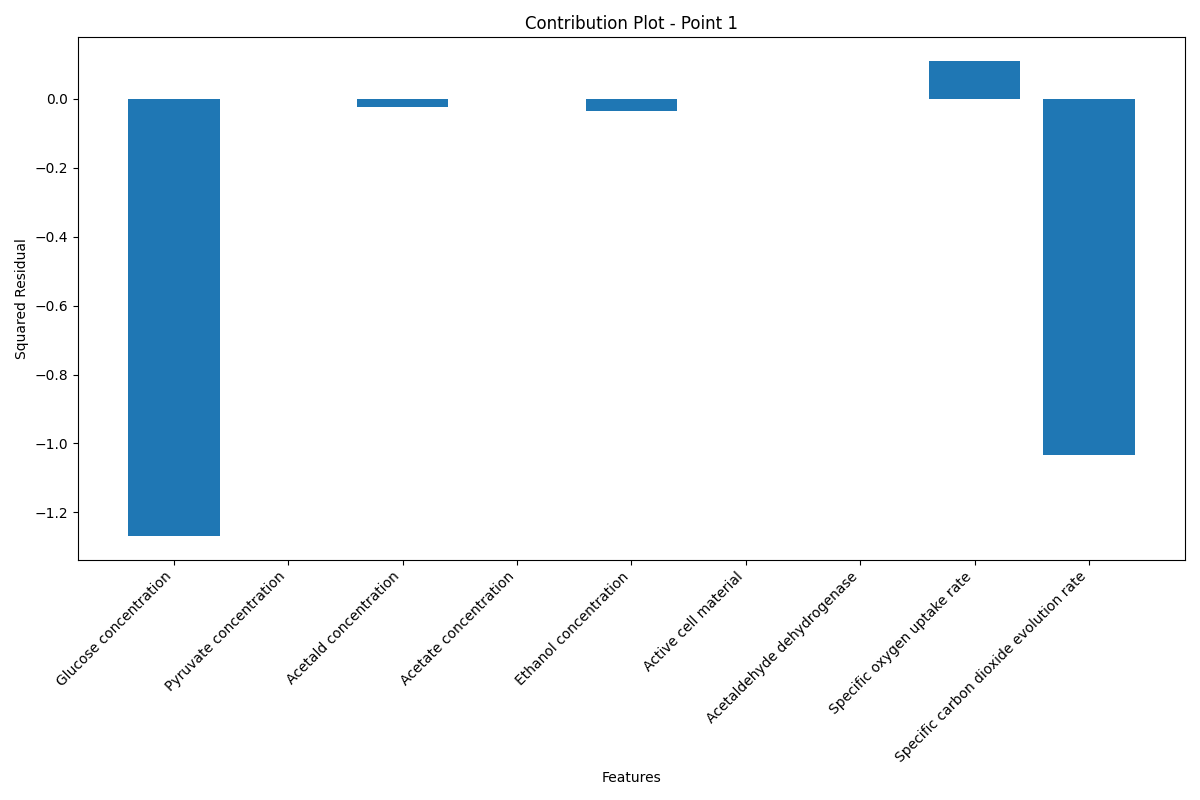 Contribution Plot - Point 1
Squared Residual
0.0
−0.2
−0.4
−0.6
−0.8
−1.0
−1.2
Glucose concentration
Pyruvate concentration
Acetald concentration
Acetate concentration
Ethanol concentration
Active cell material
Acetaldehyde dehydrogenase
Specific oxygen uptake rate
Specific carbon dioxide evolution rate
Features